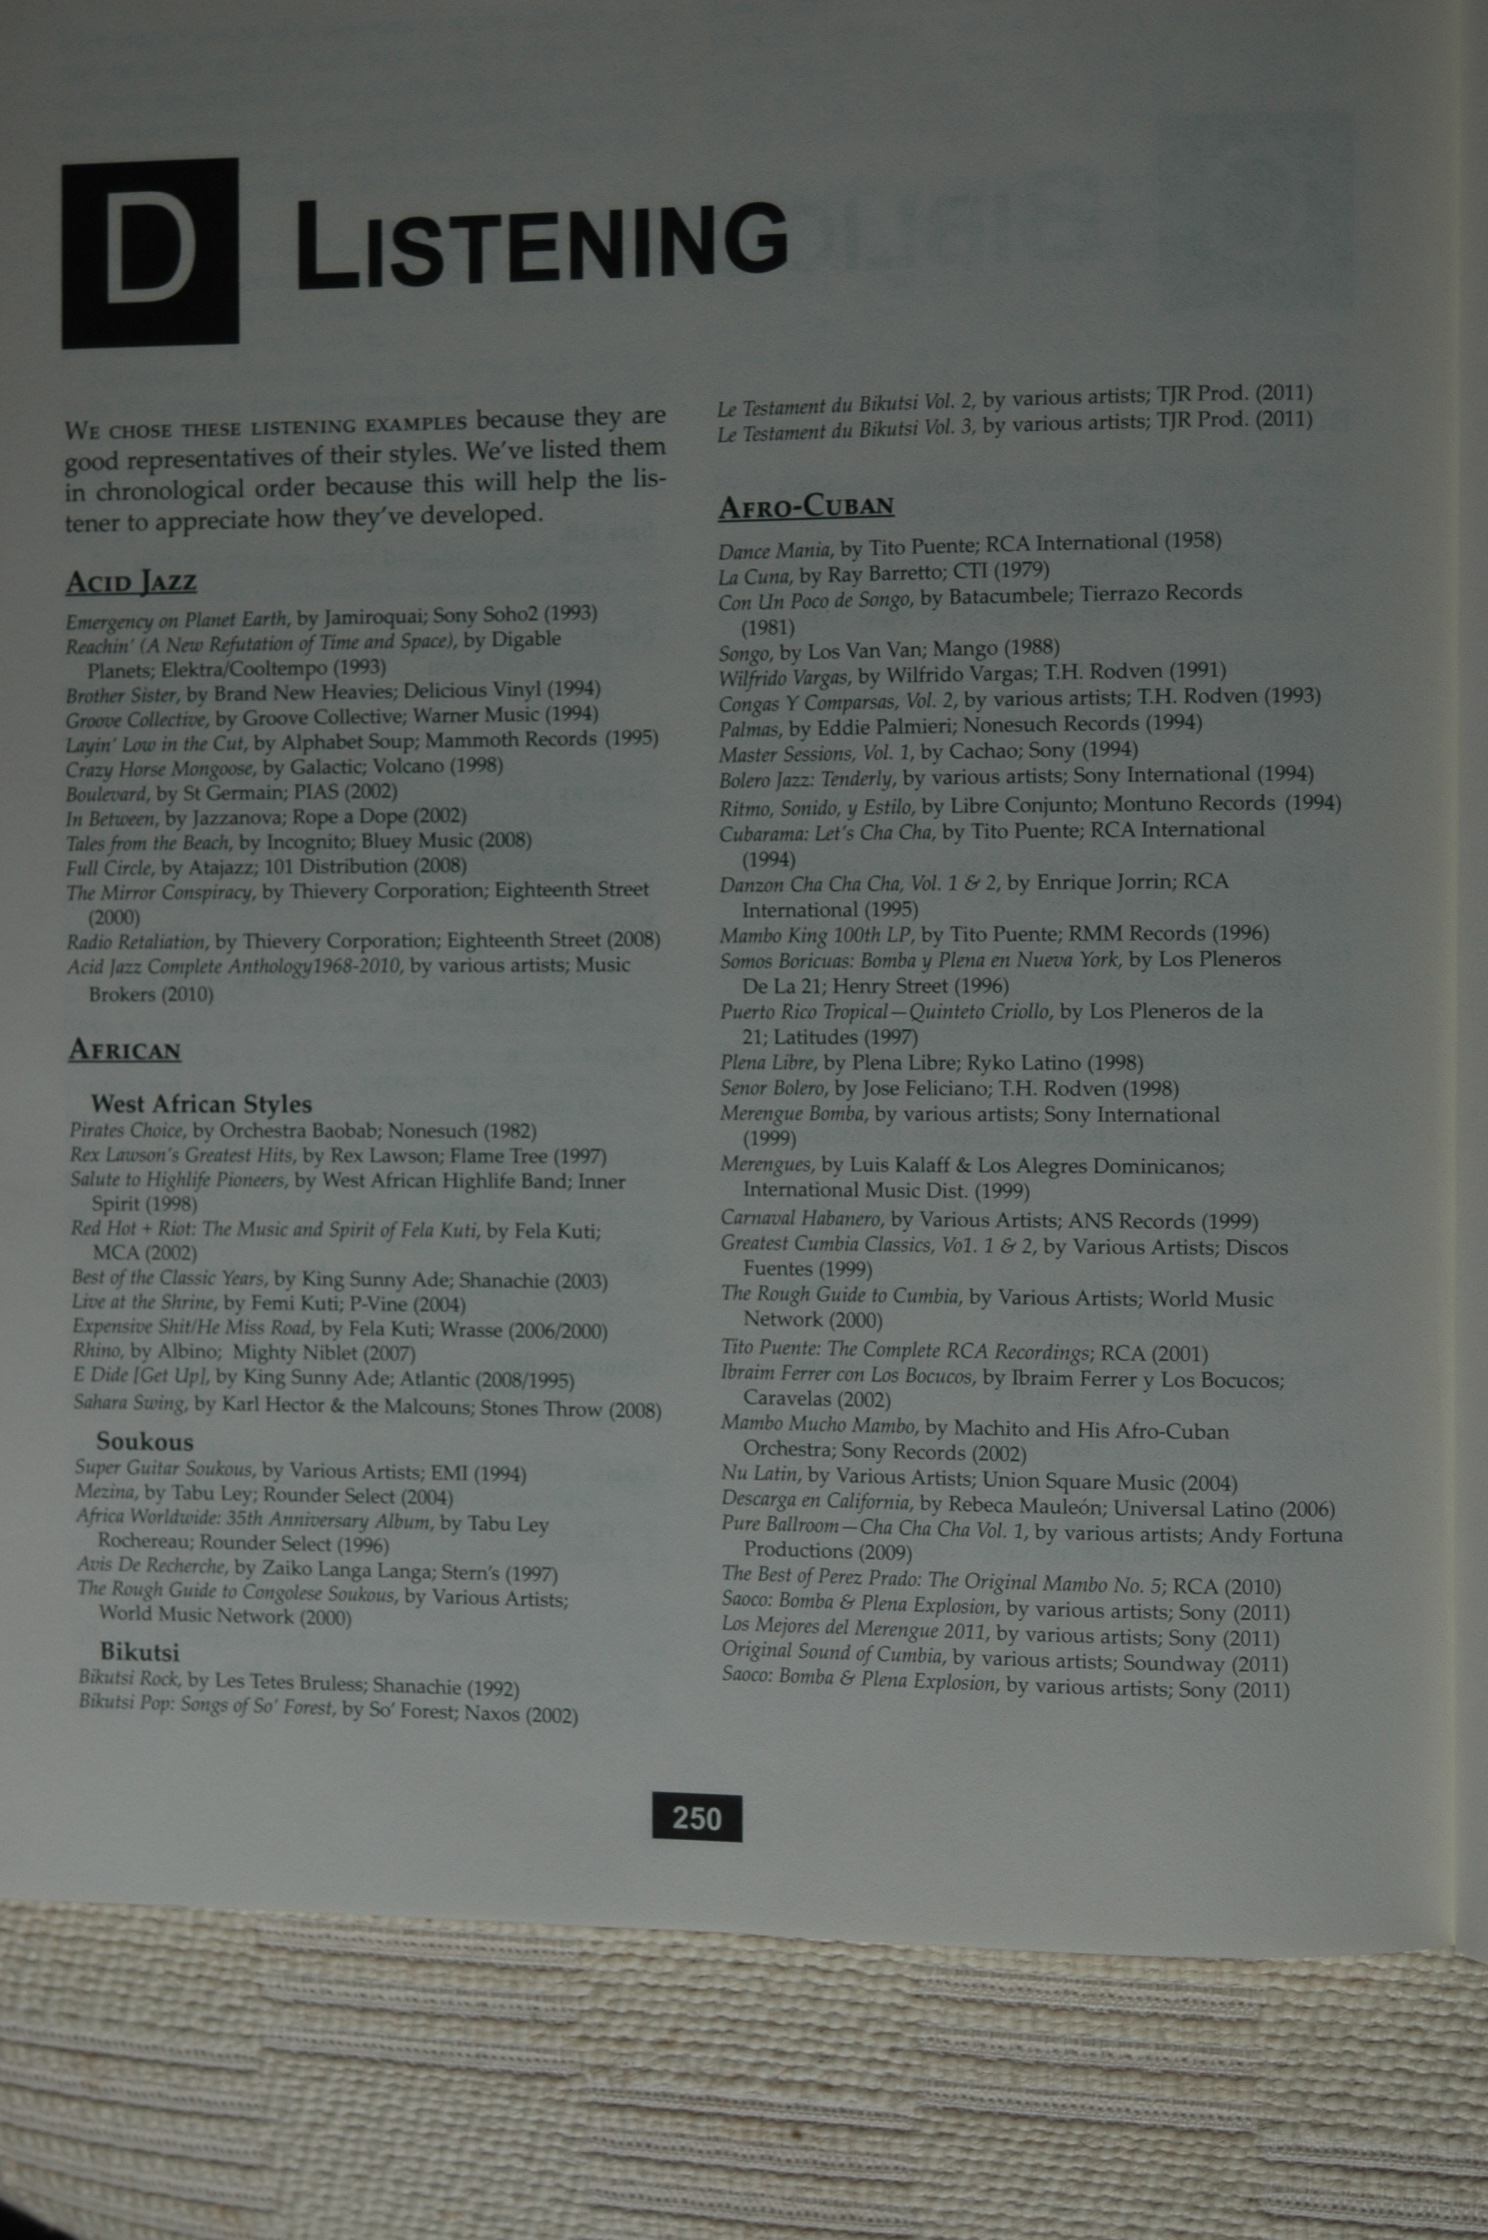 D LISTENING
WE CHOSE THESE LISTENING EXAMPLES because they are
good representatives of their styles. We've listed them
in chronological order because this will help the lis-
tener to appreciate how they've developed.
ACID JAZZ
Emergency on Planet Earth, by Jamiroquai; Sony Soho2 (1993)
Reachin' (A New Refutation of Time and Space), by Digable
Planets; Elektra/Cooltempo (1993)
Brother Sister, by Brand New Heavies; Delicious Vinyl (1994)
Groove Collective, by Groove Collective; Warner Music (1994)
Layin' Low in the Cut, by Alphabet Soup; Mammoth Records (1995)
Crazy Horse Mongoose, by Galactic; Volcano (1998)
Boulevard, by St Germain; PIAS (2002)
In Between, by Jazzanova; Rope a Dope (2002)
Tales from the Beach, by Incognito; Bluey Music (2008)
Full Circle, by Atajazz; 101 Distribution (2008)
The Mirror Conspiracy, by Thievery Corporation; Eighteenth Street
(2000)
Radio Retaliation, by Thievery Corporation; Eighteenth Street (2008)
Acid Jazz Complete Anthology1968-2010, by various artists; Music
Brokers (2010)
AFRICAN
West African Styles
Pirates Choice, by Orchestra Baobab; Nonesuch (1982)
Rex Lawson's Greatest Hits, by Rex Lawson; Flame Tree (1997)
Salute to Highlife Pioneers, by West African Highlife Band; Inner
Spirit (1998)
Red Hot + Riot: The Music and Spirit of Fela Kuti, by Fela Kuti;
MCA (2002)
Best of the Classic Years, by King Sunny Ade; Shanachie (2003)
Live at the Shrine, by Femi Kuti; P-Vine (2004)
Expensive Shit/He Miss Road, by Fela Kuti; Wrasse (2006/2000)
Rhino, by Albino; Mighty Niblet (2007)
E Dide [Get Up], by King Sunny Ade; Atlantic (2008/1995)
Sahara Swing, by Karl Hector & the Malcouns; Stones Throw (2008)
Soukous
Super Guitar Soukous, by Various Artists; EMI (1994)
Mezina, by Tabu Ley; Rounder Select (2004)
Africa Worldwide: 35th Anniversary Album, by Tabu Ley
Rochereau; Rounder Select (1996)
Avis De Recherche, by Zaiko Langa Langa; Stern's (1997)
The Rough Guide to Congolese Soukous, by Various Artists;
World Music Network (2000)
Bikutsi
Bikutsi Rock, by Les Tetes Bruless; Shanachie (1992)
Bikutsi Pop: Songs of So' Forest, by So' Forest; Naxos (2002)
Le Testament du Bikutsi Vol. 2, by various artists; TJR Prod. (2011)
Le Testament du Bikutsi Vol. 3, by various artists; TJR Prod. (2011)
AFRO-CUBAN
Dance Mania, by Tito Puente; RCA International (1958)
La Cuna, by Ray Barretto; CTI (1979)
Con Un Poco de Songo, by Batacumbele; Tierrazo Records
(1981)
Songo, by Los Van Van; Mango (1988)
Wilfrido Vargas, by Wilfrido Vargas; T.H. Rodven (1991)
Congas Y Comparsas, Vol. 2, by various artists; T.H. Rodven (1993)
Palmas, by Eddie Palmieri; Nonesuch Records (1994)
Master Sessions, Vol. 1, by Cachao; Sony (1994)
Bolero Jazz: Tenderly, by various artists; Sony International (1994)
Ritmo, Sonido, y Estilo, by Libre Conjunto; Montuno Records (1994)
Cubarama: Let's Cha Cha, by Tito Puente; RCA International
(1994)
Danzon Cha Cha Cha, Vol. 1 & 2, by Enrique Jorrin; RCA
International (1995)
Mambo King 100th LP, by Tito Puente; RMM Records (1996)
Somos Boricuas: Bomba y Plena en Nueva York, by Los Pleneros
De La 21; Henry Street (1996)
Puerto Rico Tropical—Quinteto Criollo, by Los Pleneros de la
21; Latitudes (1997)
Plena Libre, by Plena Libre; Ryko Latino (1998)
Senor Bolero, by Jose Feliciano; T.H. Rodven (1998)
Merengue Bomba, by various artists; Sony International
(1999)
Merengues, by Luis Kalaff & Los Alegres Dominicanos;
International Music Dist. (1999)
Carnaval Habanero, by Various Artists; ANS Records (1999)
Greatest Cumbia Classics, Vol. 1 & 2, by Various Artists; Discos
Fuentes (1999)
The Rough Guide to Cumbia, by Various Artists; World Music
Network (2000)
Tito Puente: The Complete RCA Recordings; RCA (2001)
Ibraim Ferrer con Los Bocucos, by Ibraim Ferrer y Los Bocucos;
Caravelas (2002)
Mambo Mucho Mambo, by Machito and His Afro-Cuban
Orchestra; Sony Records (2002)
Nu Latin, by Various Artists; Union Square Music (2004)
Descarga en California, by Rebeca Mauleón; Universal Latino (2006)
Pure Ballroom—Cha Cha Cha Vol. 1, by various artists; Andy Fortuna
Productions (2009)
The Best of Perez Prado: The Original Mambo No. 5; RCA (2010)
Saoco: Bomba & Plena Explosion, by various artists; Sony (2011)
Los Mejores del Merengue 2011, by various artists; Sony (2011)
Original Sound of Cumbia, by various artists; Soundway (2011)
Saoco: Bomba & Plena Explosion, by various artists; Sony (2011)
250